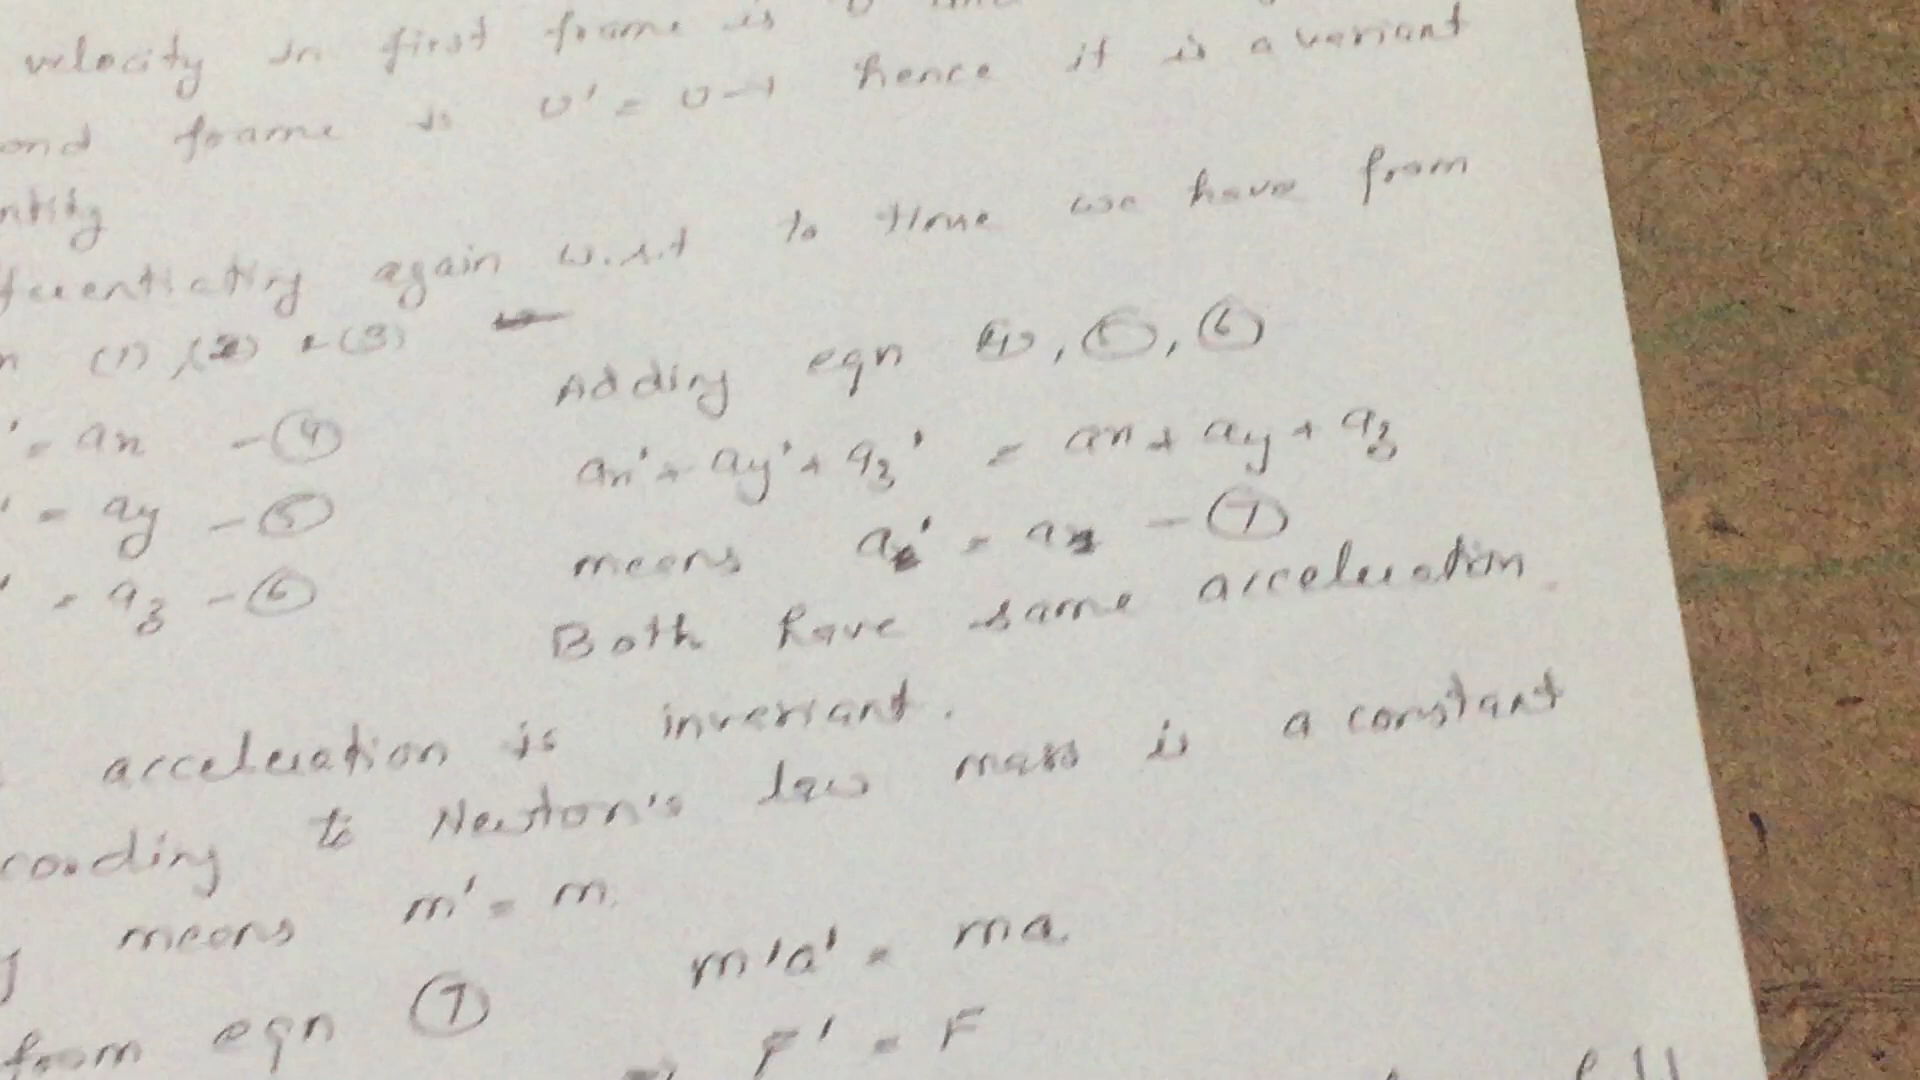 velocity in first frame is v
ond frame is v' = v-1 hence it is a variant
ntity
fferentiating again w.r.t to time we have from
n (1), (2) & (3)
Adding eqn (4), (5), (6)
' = ax - (4)
ax' + ay' + az' = ax + ay + az
' = ay - (5)
means a' = a - (7)
' = az - (6)
Both have same acceleration.
acceleration is invariant.
ccording to Newton's law mass is a constant
y means m' = m.
m'a' = ma.
from eqn (7)
F' = F